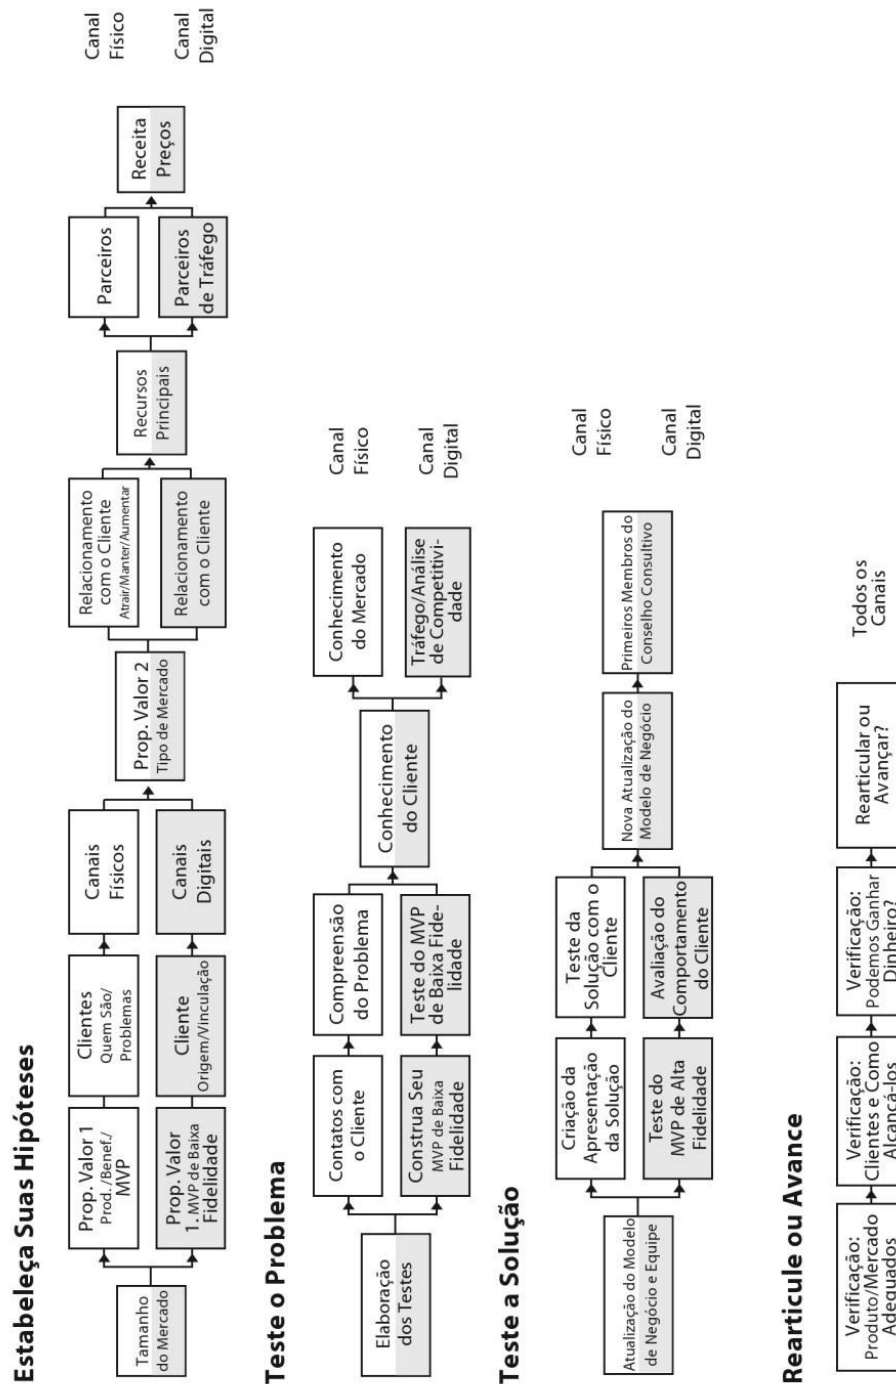 Estabeleça Suas Hipóteses
Tamanho
do Mercado
Prop. Valor 1
Prod. /Benef./
MVP
Clientes
Quem São/
Problemas
Canais
Físicos
Prop. Valor
1. MVP de Baixa
Fidelidade
Cliente
Origem/Vinculação
Canais
Digitais
Prop. Valor 2
Tipo de Mercado
Relacionamento
com o Cliente
Atrair/Manter/Aumentar
Relacionamento
com o Cliente
Recursos
Principais
Parceiros
Parceiros
de Tráfego
Receita
Preços
Canal
Físico
Canal
Digital
Teste o Problema
Elaboração
dos Testes
Contatos com
o Cliente
Compreensão
do Problema
Construa Seu
MVP de Baixa
Fidelidade
Teste do MVP
de Baixa Fide-
lidade
Conhecimento
do Cliente
Conhecimento
do Mercado
Tráfego/Análise
de Competitivi-
dade
Canal
Físico
Canal
Digital
Teste a Solução
Atualização do Modelo
de Negócio e Equipe
Criação da
Apresentação
da Solução
Teste da
Solução com o
Cliente
Teste do
MVP de Alta
Fidelidade
Avaliação do
Comportamento
do Cliente
Nova Atualização do
Modelo de Negócio
Primeiros Membros do
Conselho Consultivo
Canal
Físico
Canal
Digital
Rearticule ou Avance
Verificação:
Produto/Mercado
Adequados
Verificação:
Clientes e Como
Alcançá-los
Verificação:
Podemos Ganhar
Dinheiro?
Rearticular ou
Avançar?
Todos os
Canais